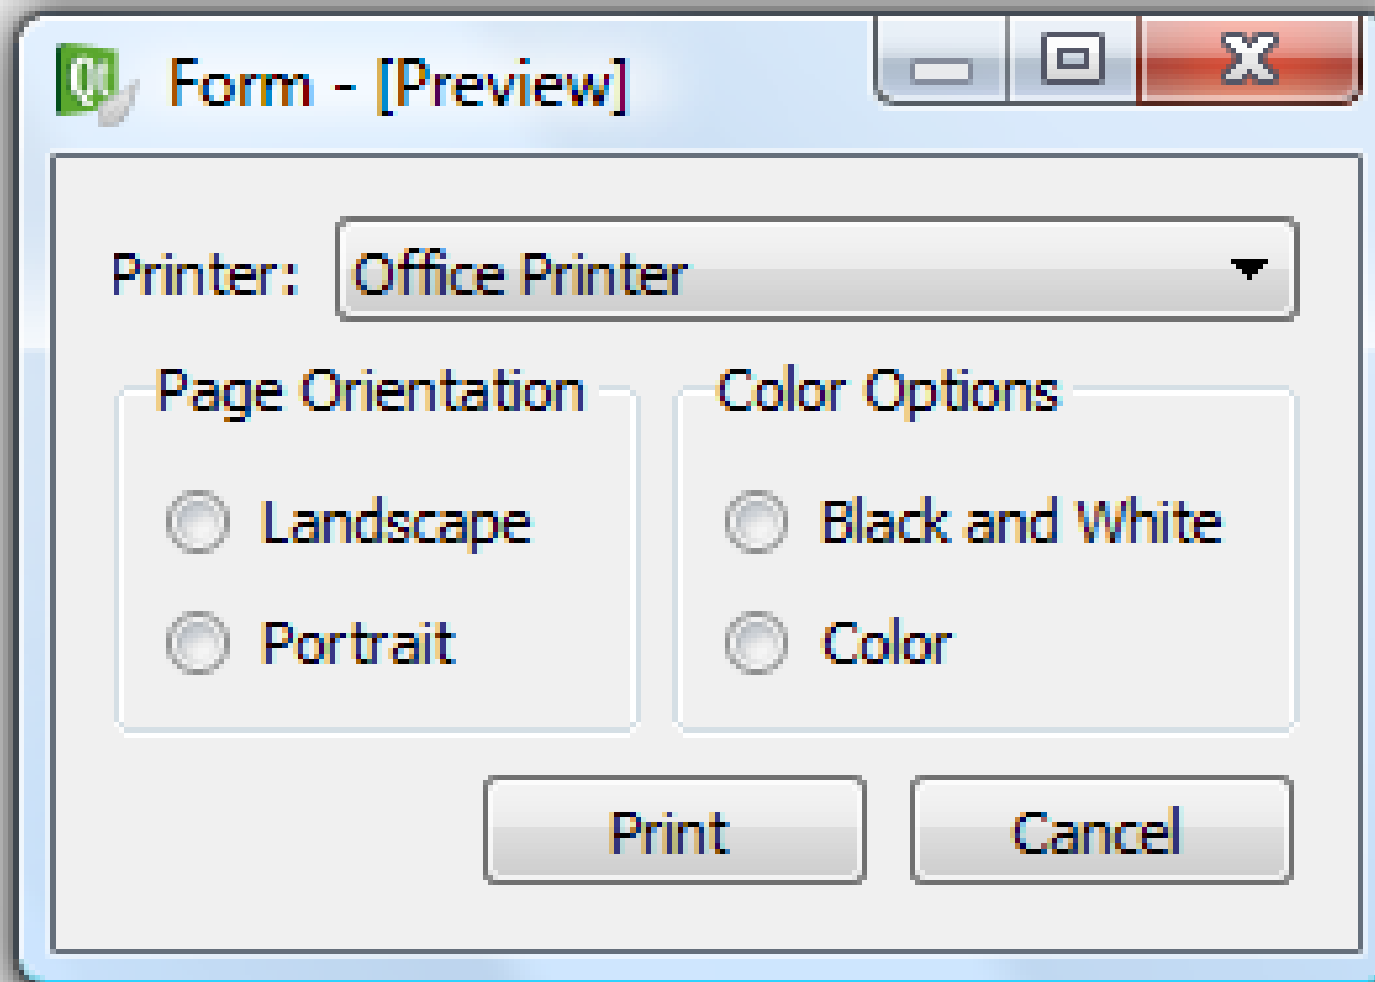 Form - [Preview]
Printer: Office Printer
Page Orientation
Landscape
Portrait
Color Options
Black and White
Color
Print Cancel